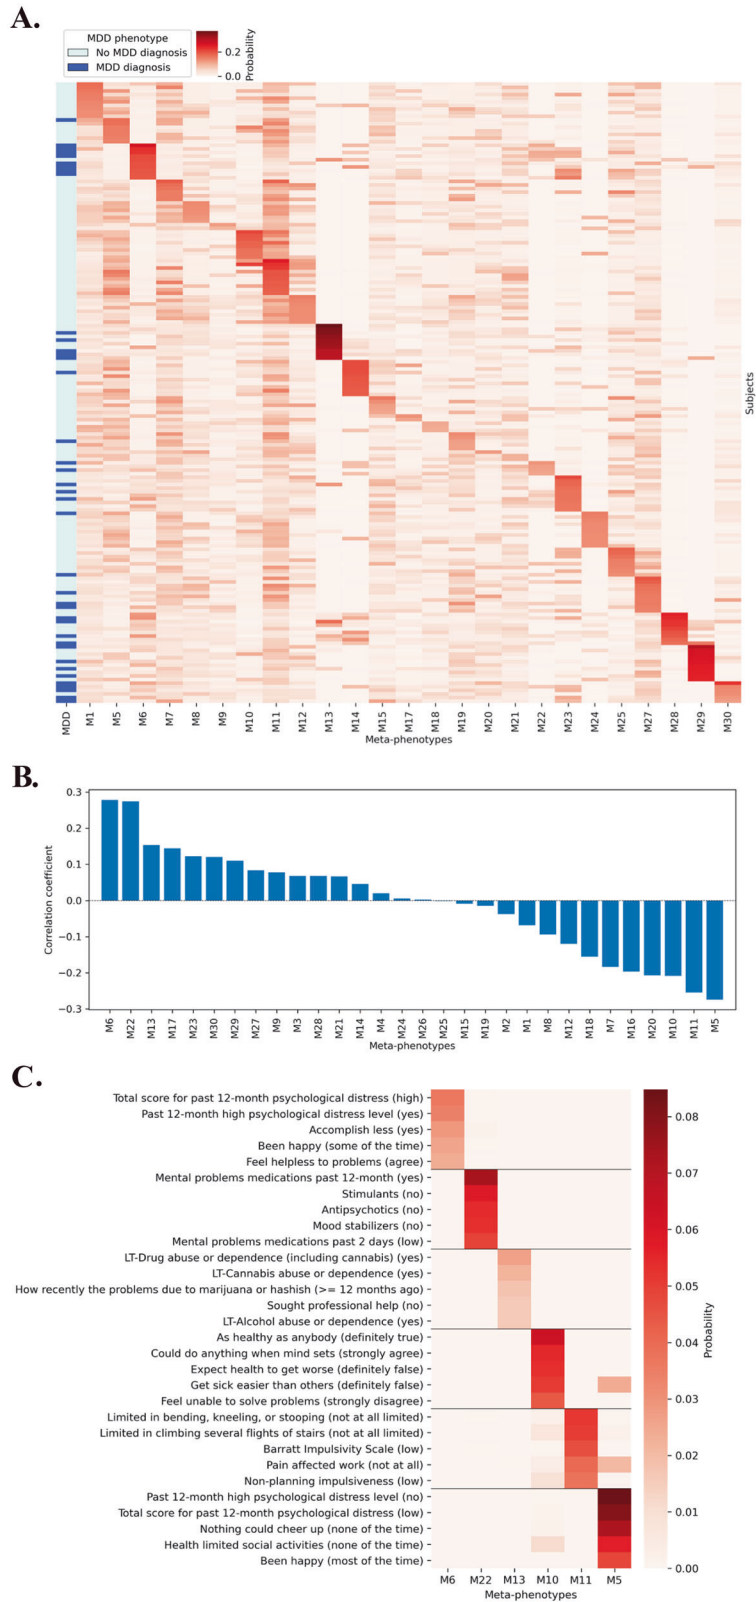 A.
MDD phenotype
No MDD diagnosis
MDD diagnosis
0.2
0.0
Probability
Subjects
MDD
M1
M5
M6
M7
M8
M9
M10
M11
M12
M13
M14
M15
M17
M18
M19
M20
M21
M22
M23
M24
M25
M27
M28
M29
M30
Meta-phenotypes
B.
Correlation coefficient
0.3
0.2
0.1
0.0
−0.1
−0.2
−0.3
M6
M22
M13
M17
M23
M30
M29
M27
M9
M3
M28
M21
M14
M4
M24
M26
M25
M15
M19
M2
M1
M8
M12
M18
M7
M16
M20
M10
M11
M5
Meta-phenotypes
C.
Total score for past 12-month psychological distress (high)
Past 12-month high psychological distress level (yes)
Accomplish less (yes)
Been happy (some of the time)
Feel helpless to problems (agree)
Mental problems medications past 12-month (yes)
Stimulants (no)
Antipsychotics (no)
Mood stabilizers (no)
Mental problems medications past 2 days (low)
LT-Drug abuse or dependence (including cannabis) (yes)
LT-Cannabis abuse or dependence (yes)
How recently the problems due to marijuana or hashish (>= 12 months ago)
Sought professional help (no)
LT-Alcohol abuse or dependence (yes)
As healthy as anybody (definitely true)
Could do anything when mind sets (strongly agree)
Expect health to get worse (definitely false)
Get sick easier than others (definitely false)
Feel unable to solve problems (strongly disagree)
Limited in bending, kneeling, or stooping (not at all limited)
Limited in climbing several flights of stairs (not at all limited)
Barratt Impulsivity Scale (low)
Pain affected work (not at all)
Non-planning impulsiveness (low)
Past 12-month high psychological distress level (no)
Total score for past 12-month psychological distress (low)
Nothing could cheer up (none of the time)
Health limited social activities (none of the time)
Been happy (most of the time)
M6
M22
M13
M10
M11
M5
Meta-phenotypes
0.08
0.07
0.06
0.05
0.04
0.03
0.02
0.01
0.00
Probability